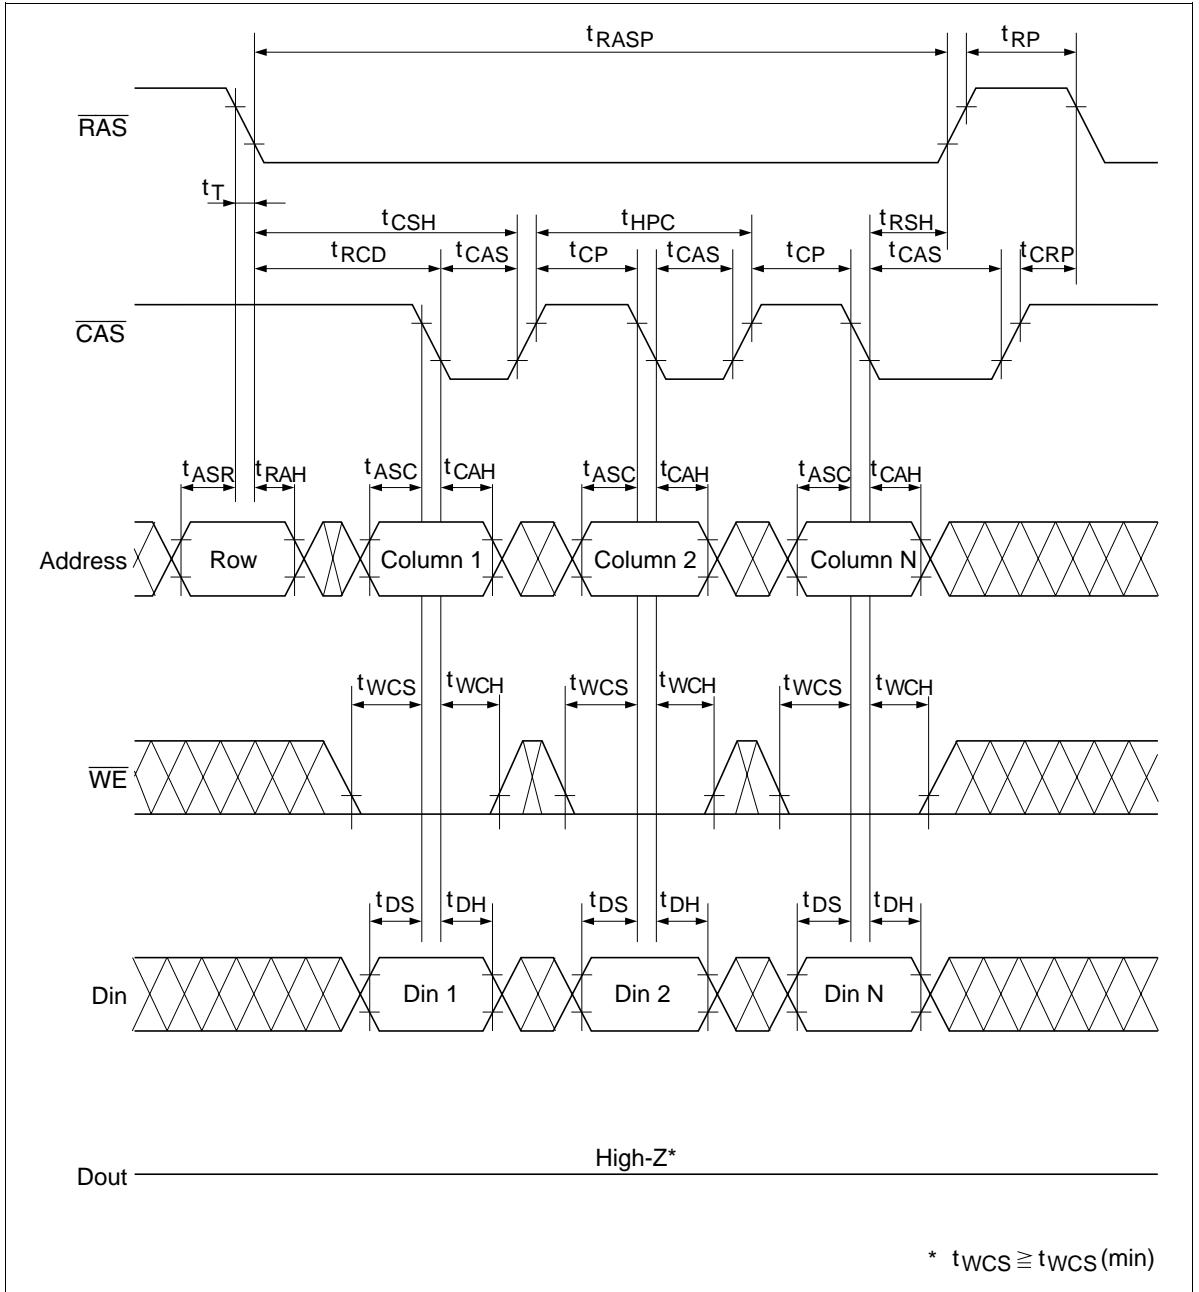 tRASP tRP
RAS
tT
tCSH tHPC tRSH
tRCD tCAS tCP tCAS tCP tCAS tCRP
CAS
tASR tRAH tASC tCAH tASC tCAH tASC tCAH
Address Row Column 1 Column 2 Column N
tWCS tWCH tWCS tWCH tWCS tWCH
WE
tDS tDH tDS tDH tDS tDH
Din Din 1 Din 2 Din N
High-Z*
Dout
* tWCS ≧ tWCS(min)